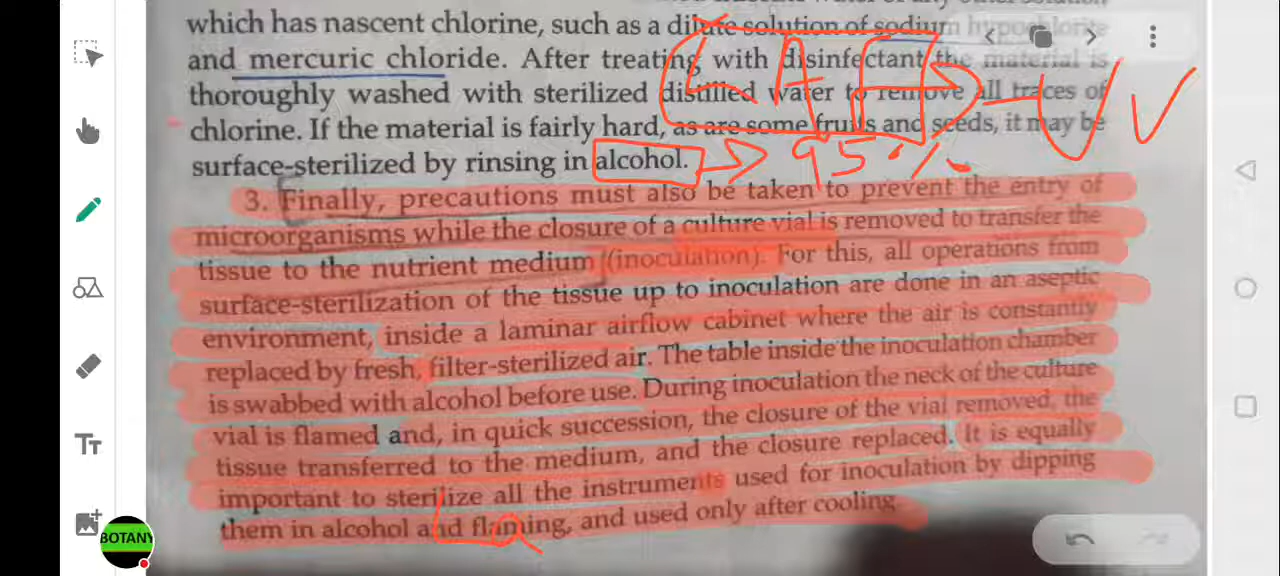 which has nascent chlorine, such as a dilute solution of sodium hypochlorite
and mercuric chloride. After treating with disinfectant the material is
thoroughly washed with sterilized distilled water to remove all traces of
chlorine. If the material is fairly hard, as are some fruits and seeds, it may be
surface-sterilized by rinsing in alcohol.
95%
3. Finally, precautions must also be taken to prevent the entry of
microorganisms while the closure of a culture vial is removed to transfer the
tissue to the nutrient medium (inoculation). For this, all operations from
surface-sterilization of the tissue up to inoculation are done in an aseptic
environment, inside a laminar airflow cabinet where the air is constantly
replaced by fresh, filter-sterilized air. The table inside the inoculation chamber
is swabbed with alcohol before use. During inoculation the neck of the culture
vial is flamed and, in quick succession, the closure of the vial removed, the
tissue transferred to the medium, and the closure replaced. It is equally
important to sterilize all the instruments used for inoculation by dipping
them in alcohol and flaming, and used only after cooling
TT
BOTANY